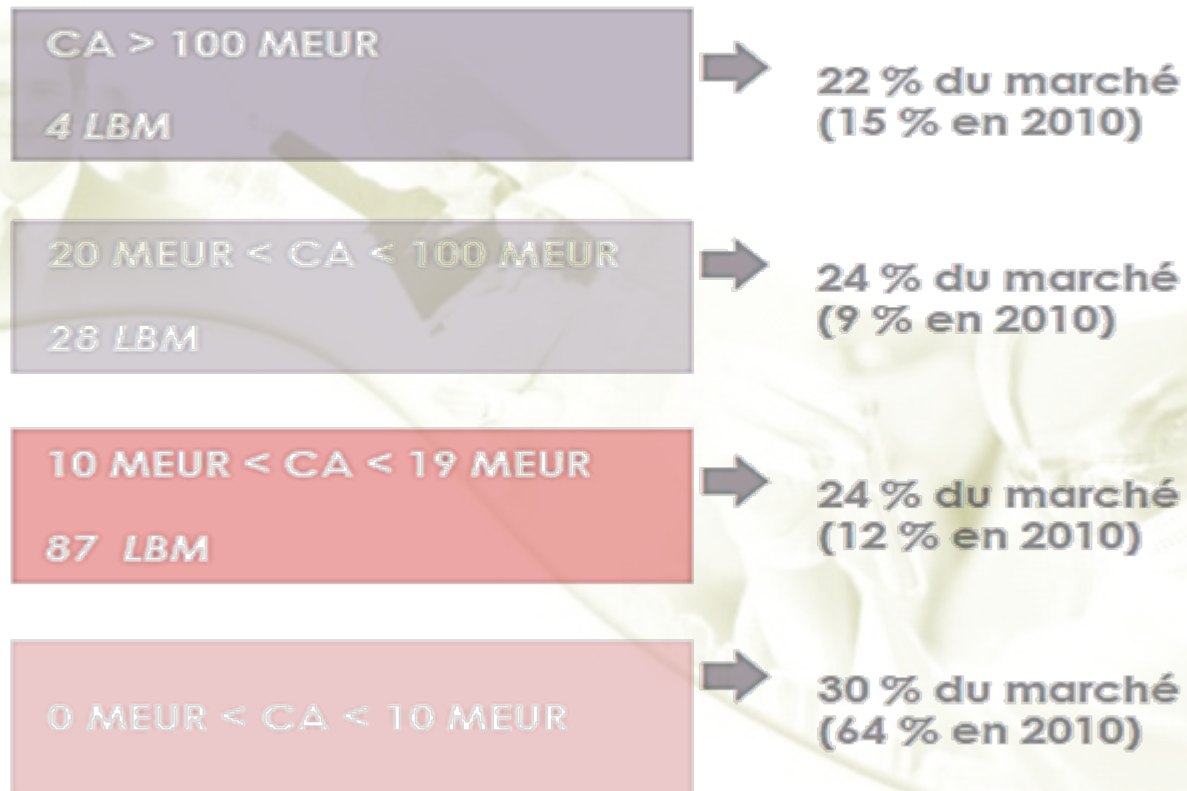 CA > 100 MEUR
4 LBM
22 % du marché
(15 % en 2010)
20 MEUR < CA < 100 MEUR
28 LBM
24 % du marché
(9 % en 2010)
10 MEUR < CA < 19 MEUR
87 LBM
24 % du marché
(12 % en 2010)
0 MEUR < CA < 10 MEUR
30 % du marché
(64 % en 2010)